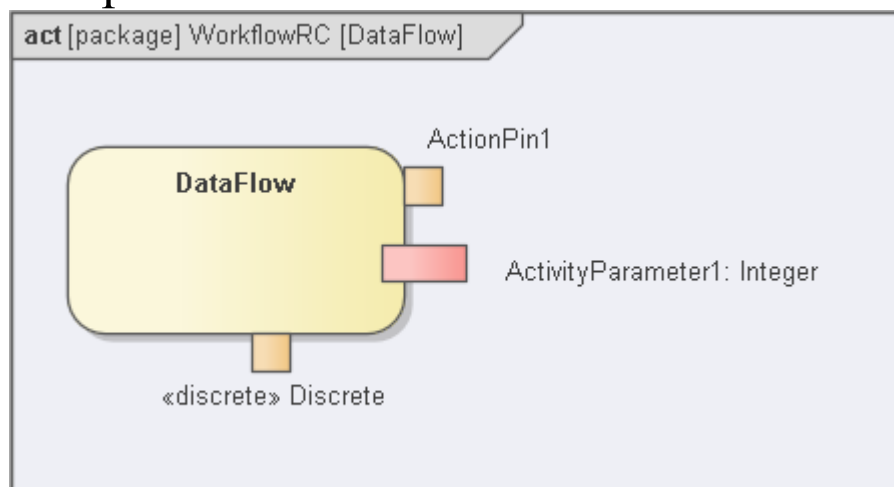 act [package] WorkflowRC [DataFlow]
ActionPin1
DataFlow
ActivityParameter1: Integer
«discrete» Discrete